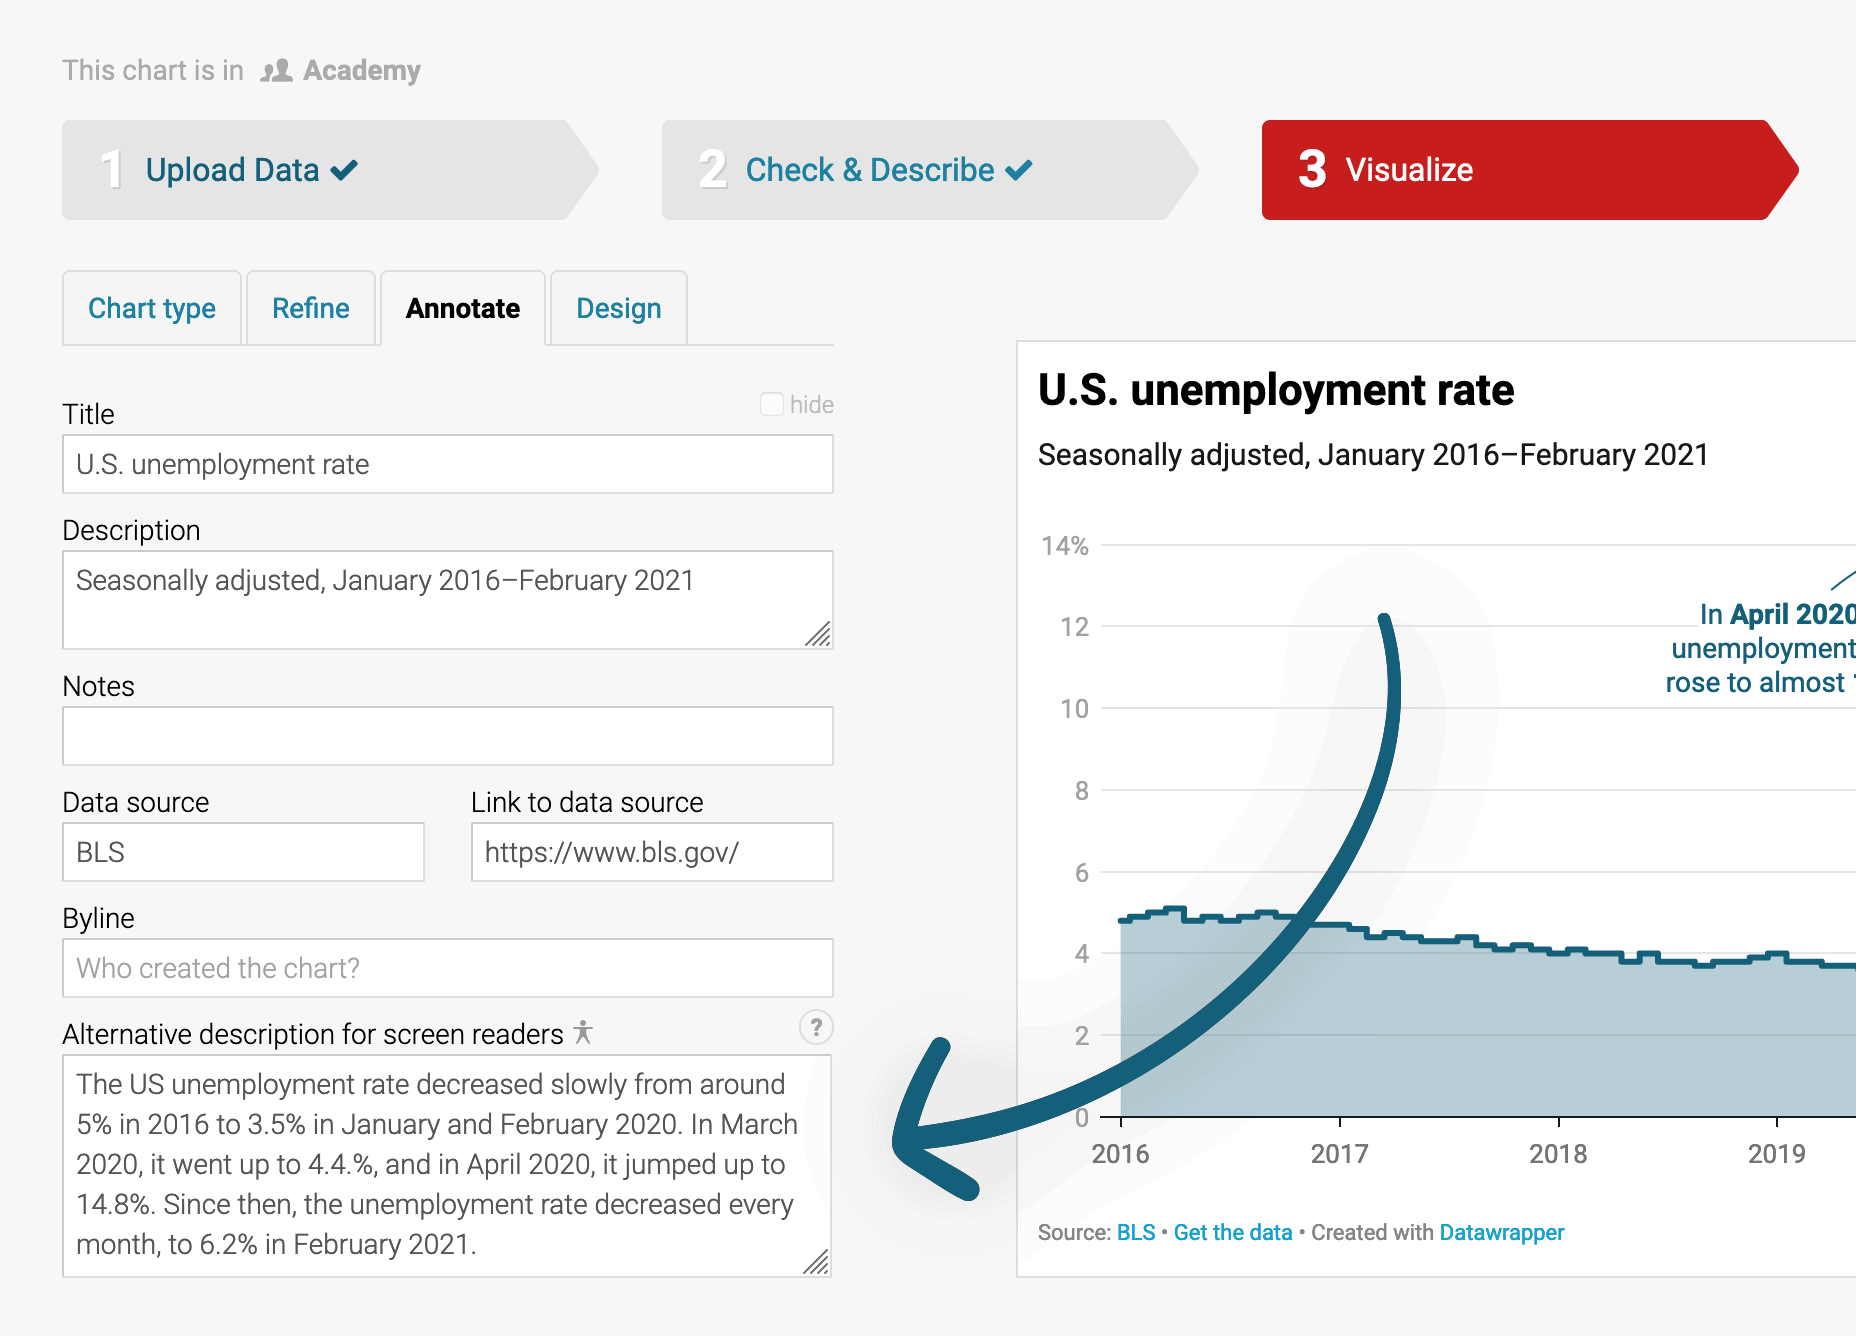 This chart is in Academy
1 Upload Data
2 Check & Describe
3 Visualize
Chart type
Refine
Annotate
Design
Title
hide
U.S. unemployment rate
Description
Seasonally adjusted, January 2016–February 2021
Notes
Data source
Link to data source
BLS
https://www.bls.gov/
Byline
Who created the chart?
Alternative description for screen readers
?
The US unemployment rate decreased slowly from around
5% in 2016 to 3.5% in January and February 2020. In March
2020, it went up to 4.4.%, and in April 2020, it jumped up to
14.8%. Since then, the unemployment rate decreased every
month, to 6.2% in February 2021.
U.S. unemployment rate
Seasonally adjusted, January 2016–February 2021
14%
12
10
8
6
4
2
0
In April 2020
unemployment
rose to almost
2016
2017
2018
2019
Source: BLS • Get the data • Created with Datawrapper